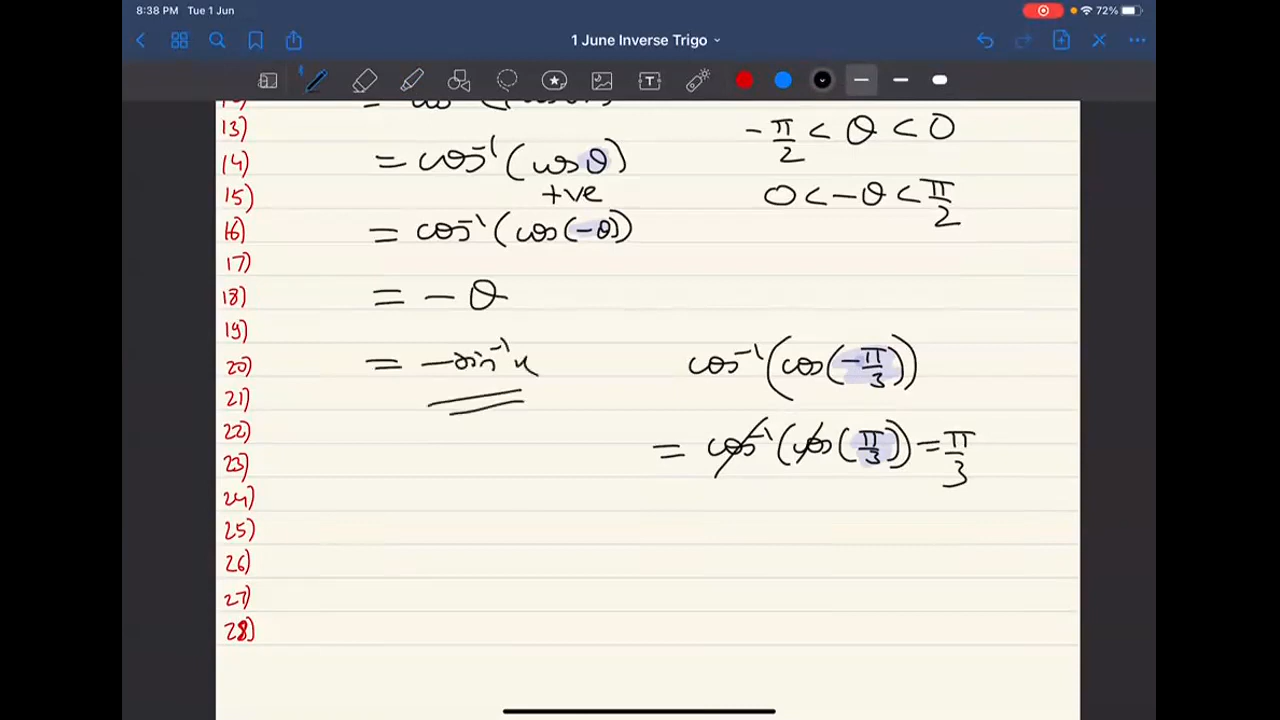 8:38 PM Tue 1 Jun 72%
1 June Inverse Trigo
13) -π/2 < θ < 0
14) = cos⁻¹(cosθ)
15) +ve 0 < -θ < π/2
16) = cos⁻¹(cos(-θ))
17)
18) = -θ
19)
20) = -sin⁻¹x cos⁻¹(cos(-π/3))
21)
22)
23) = cos⁻¹(cos(π/3)) = π/3
24)
25)
26)
27)
28)